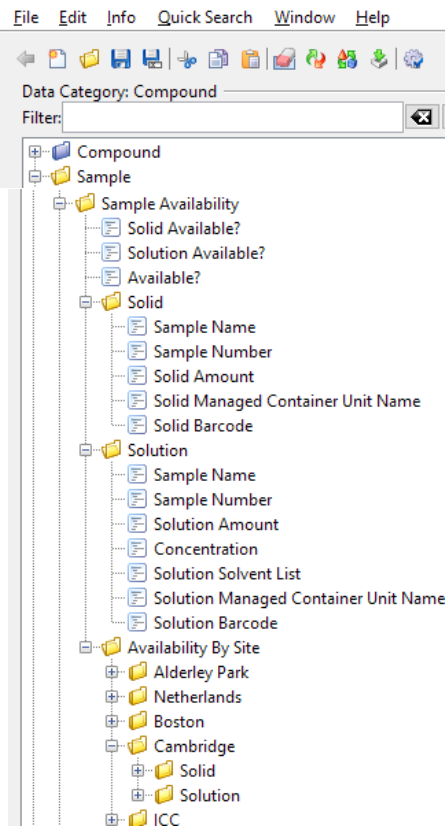 File Edit Info Quick Search Window Help
Data Category: Compound
Filter:
Compound
Sample
Sample Availability
Solid Available?
Solution Available?
Available?
Solid
Sample Name
Sample Number
Solid Amount
Solid Managed Container Unit Name
Solid Barcode
Solution
Sample Name
Sample Number
Solution Amount
Concentration
Solution Solvent List
Solution Managed Container Unit Name
Solution Barcode
Availability By Site
Alderley Park
Netherlands
Boston
Cambridge
Solid
Solution
ICC